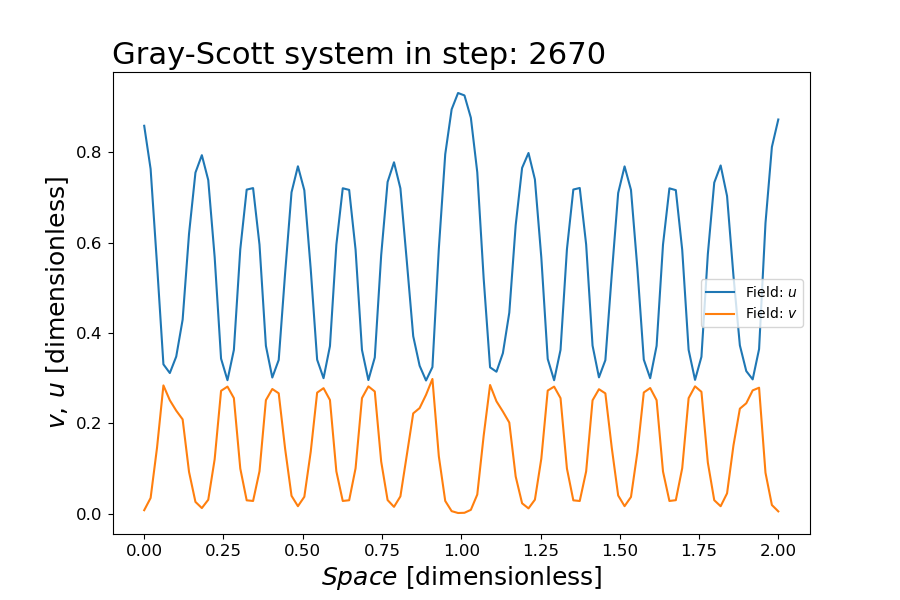 Gray-Scott system in step: 2670
v, u [dimensionless]
0.8
0.6
0.4
0.2
0.0
Field: u
Field: v
0.00 0.25 0.50 0.75 1.00 1.25 1.50 1.75 2.00
Space [dimensionless]